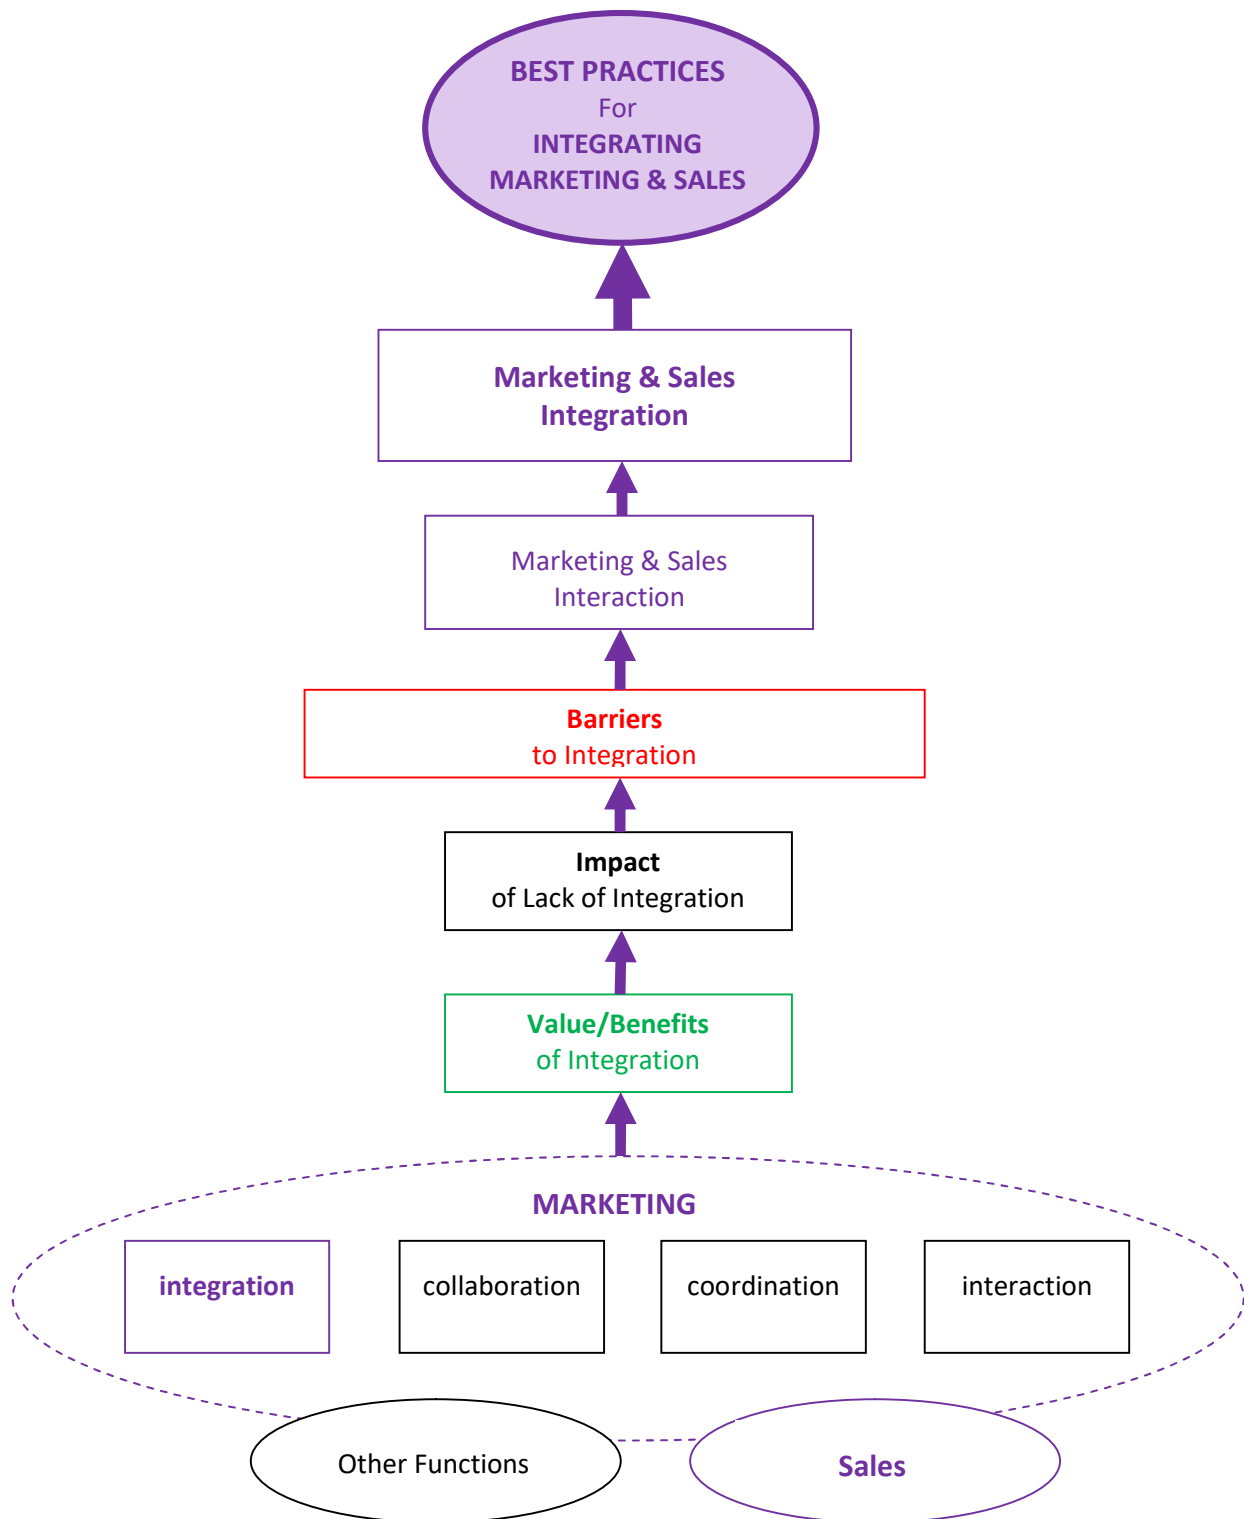 BEST PRACTICES
For
INTEGRATING
MARKETING & SALES
Marketing & Sales
Integration
Marketing & Sales
Interaction
Barriers
to Integration
Impact
of Lack of Integration
Value/Benefits
of Integration
MARKETING
integration
collaboration
coordination
interaction
Other Functions
Sales